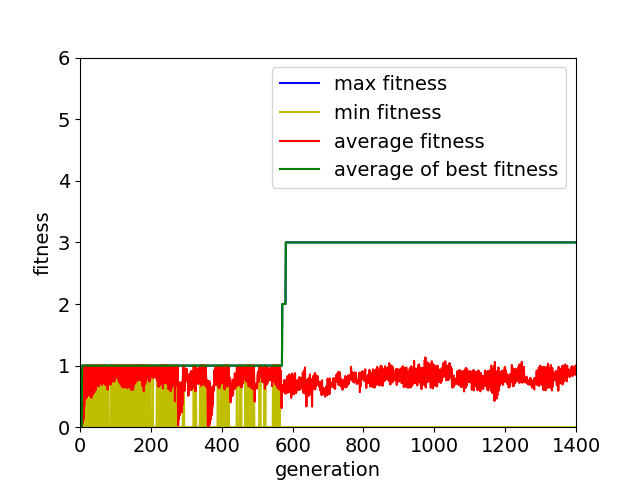 6
5
4
3
2
1
0
fitness
max fitness
min fitness
average fitness
average of best fitness
0 200 400 600 800 1000 1200 1400
generation